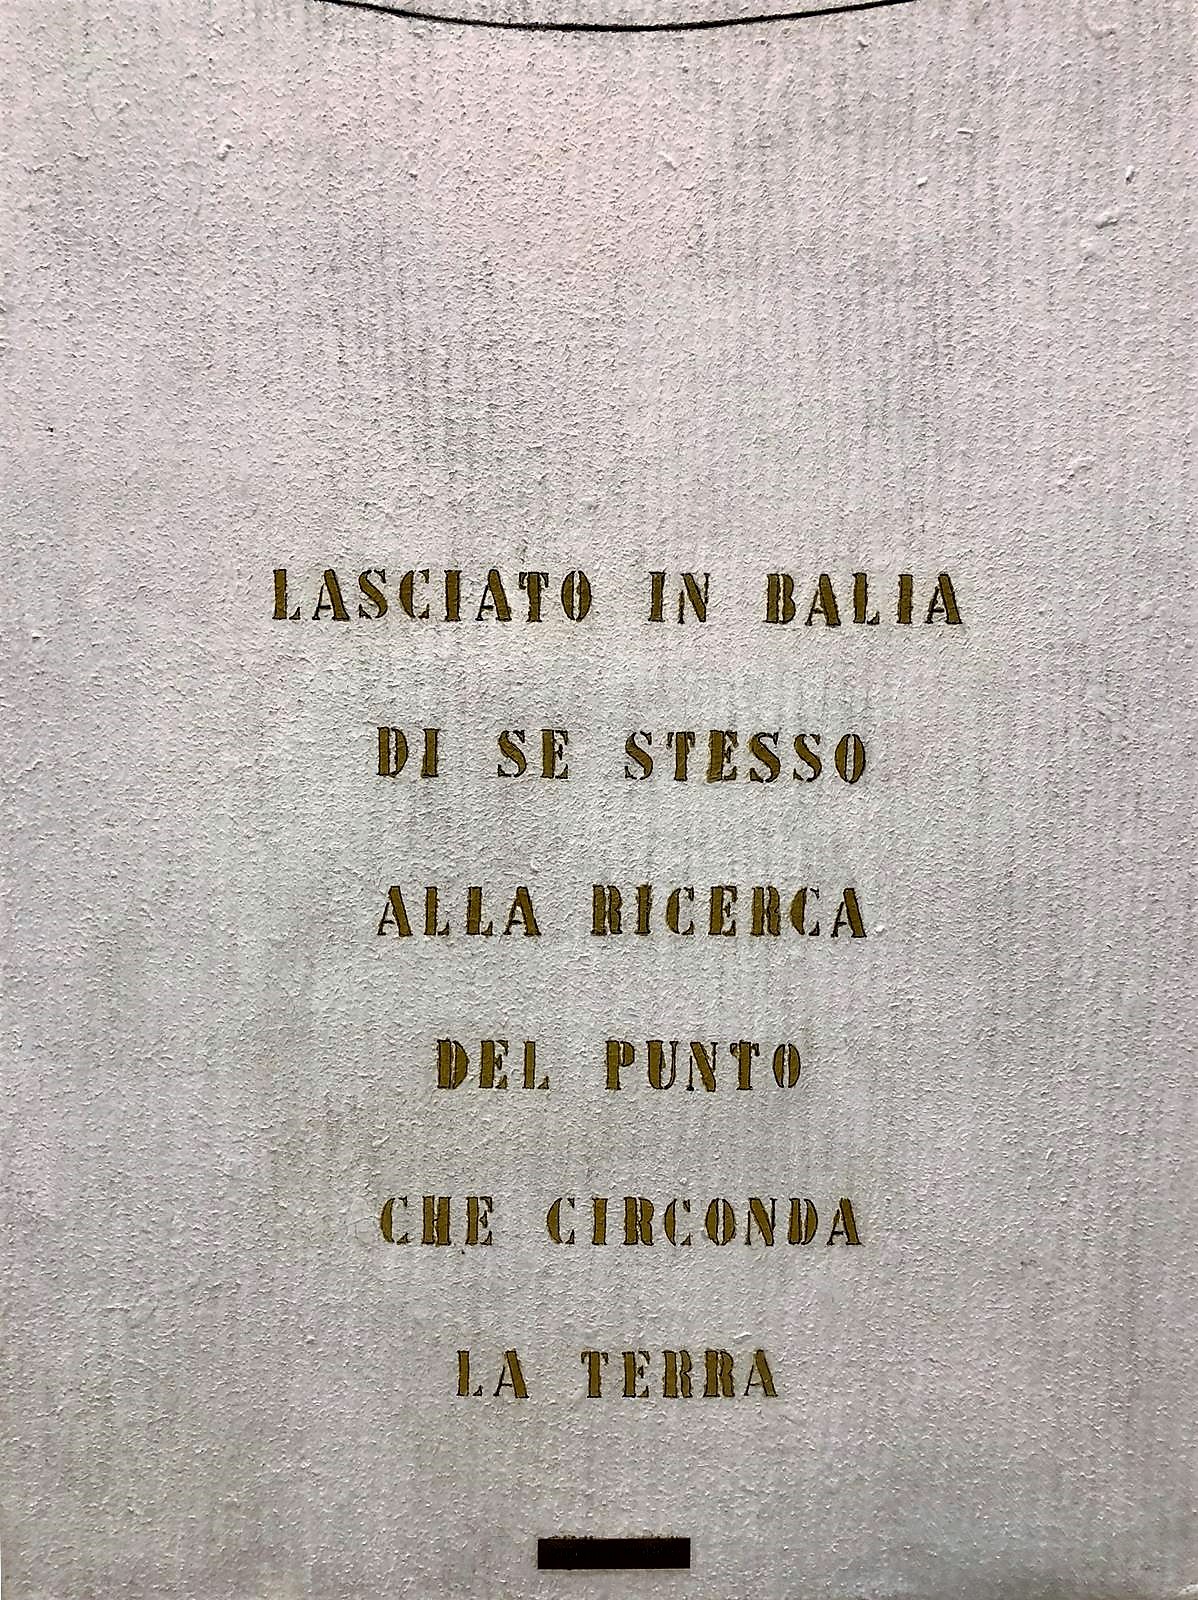 LASCIATO IN BALIA
DI SE STESSO
ALLA RICERCA
DEL PUNTO
CHE CIRCONDA
LA TERRA